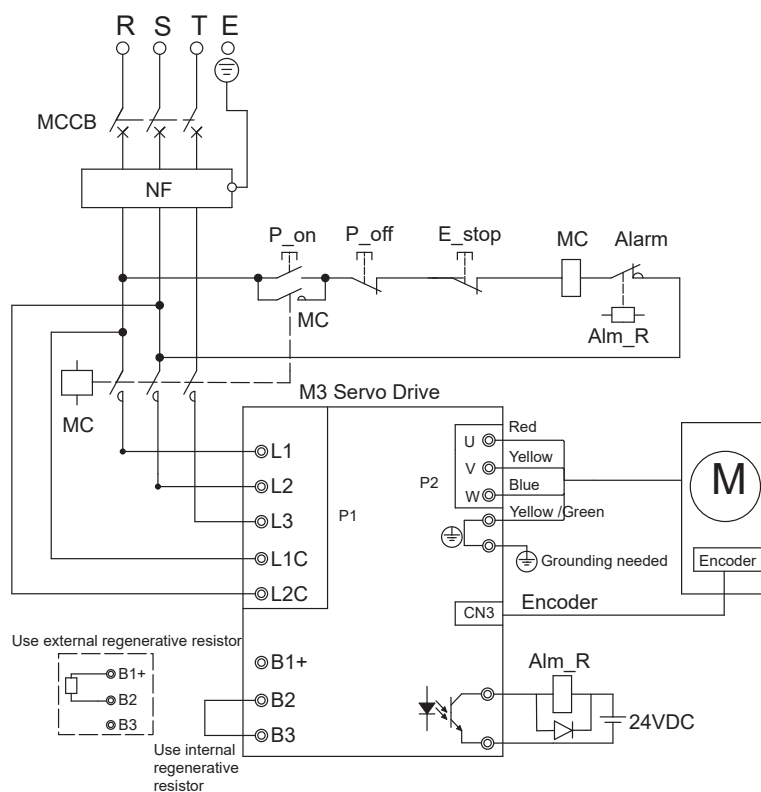 R S T E
MCCB
NF
P_on P_off E_stop MC Alarm
MC
Alm_R
MC
M3 Servo Drive
L1
L2
L3
L1C
L2C
P1
P2
U
V
W
Red
Yellow
Blue
Yellow /Green
Grounding needed
M
Encoder
CN3
Encoder
Use external regenerative resistor
B1+
B2
B3
B1+
B2
B3
Use internal
regenerative
resistor
Alm_R
24VDC